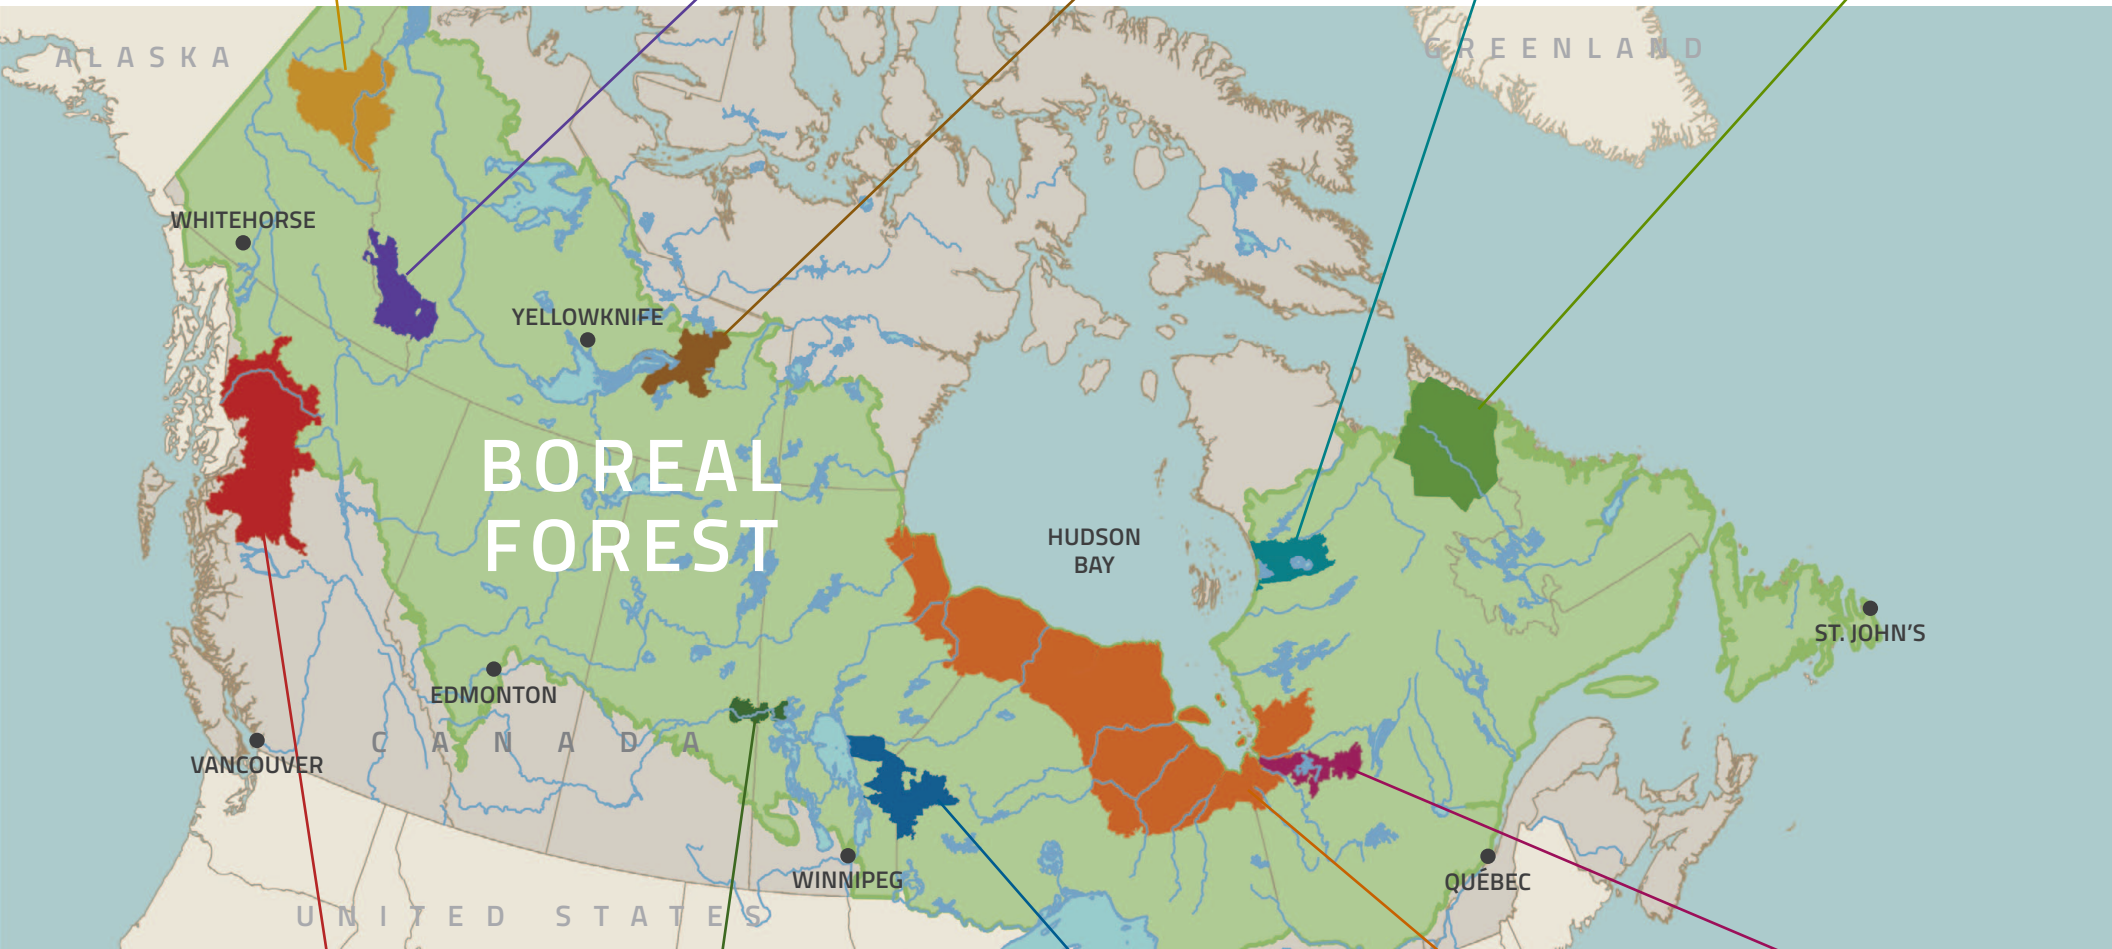 ALASKA
GREENLAND
WHITEHORSE
YELLOWKNIFE
BOREAL
FOREST
HUDSON
BAY
ST. JOHN'S
EDMONTON
CANADA
VANCOUVER
WINNIPEG
QUÉBEC
UNITED STATES